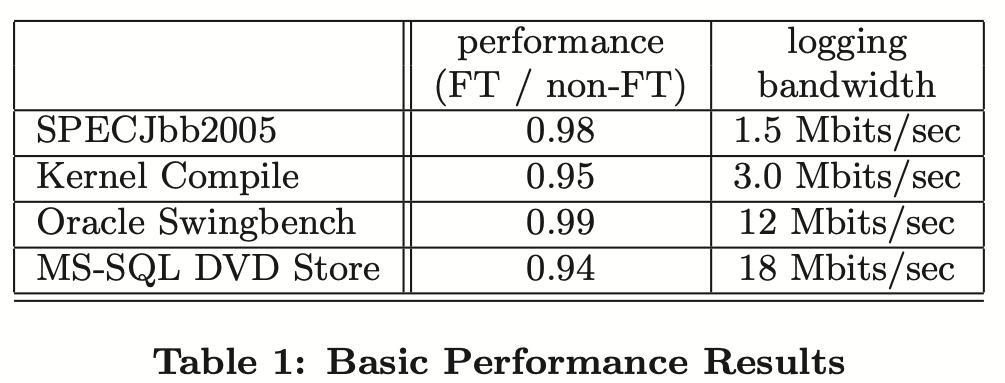 performance logging
(FT / non-FT) bandwidth
SPECJbb2005 0.98 1.5 Mbits/sec
Kernel Compile 0.95 3.0 Mbits/sec
Oracle Swingbench 0.99 12 Mbits/sec
MS-SQL DVD Store 0.94 18 Mbits/sec
Table 1: Basic Performance Results